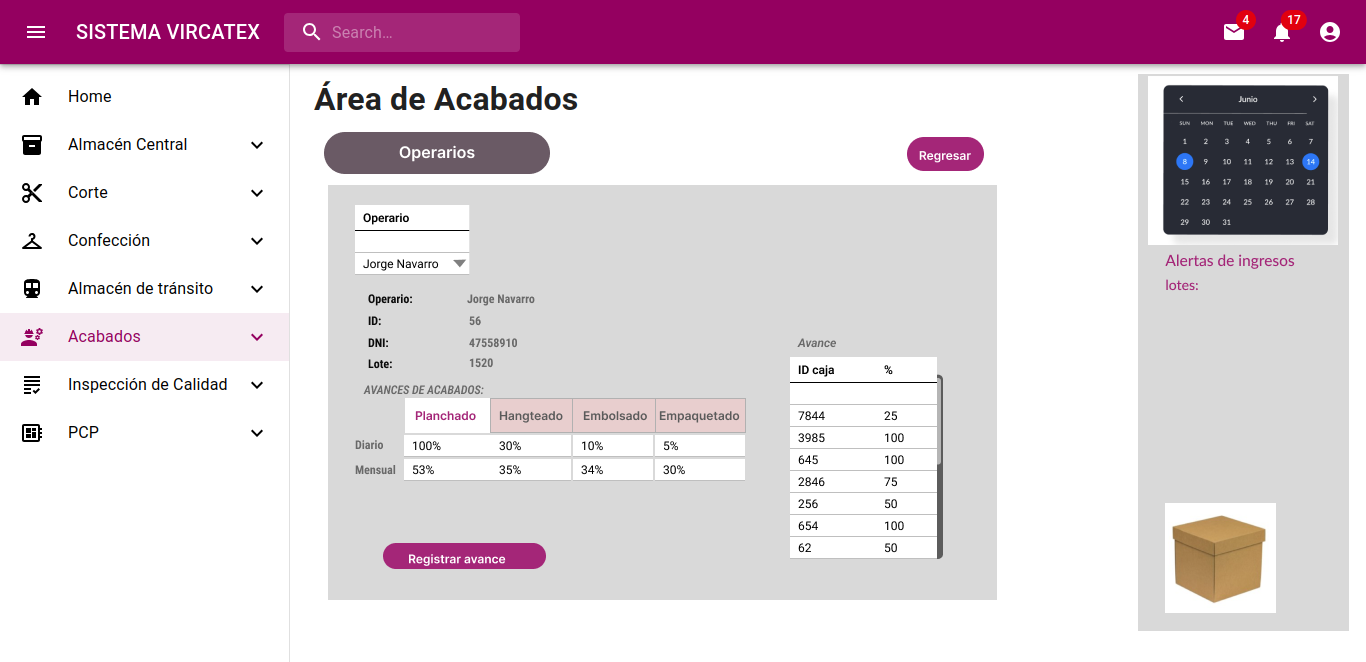 SISTEMA VIRCATEX
Search…
4
17
Home
Almacén Central
Corte
Confección
Almacén de tránsito
Acabados
Inspección de Calidad
PCP
Área de Acabados
Operarios
Regresar
Operario
Jorge Navarro
Operario: Jorge Navarro
ID: 56
DNI: 47558910
Lote: 1520
AVANCES DE ACABADOS:
Planchado Hangteado Embolsado Empaquetado
Diario 100% 30% 10% 5%
Mensual 53% 35% 34% 30%
Registrar avance
Avance
ID caja %
7844 25
3985 100
645 100
2846 75
256 50
654 100
62 50
Junio
SUN MON TUE WED THU FRI SAT
1 2 3 4 5 6 7
8 9 10 11 12 13 14
15 16 17 18 19 20 21
22 23 24 25 26 27 28
29 30 31
Alertas de ingresos
lotes: